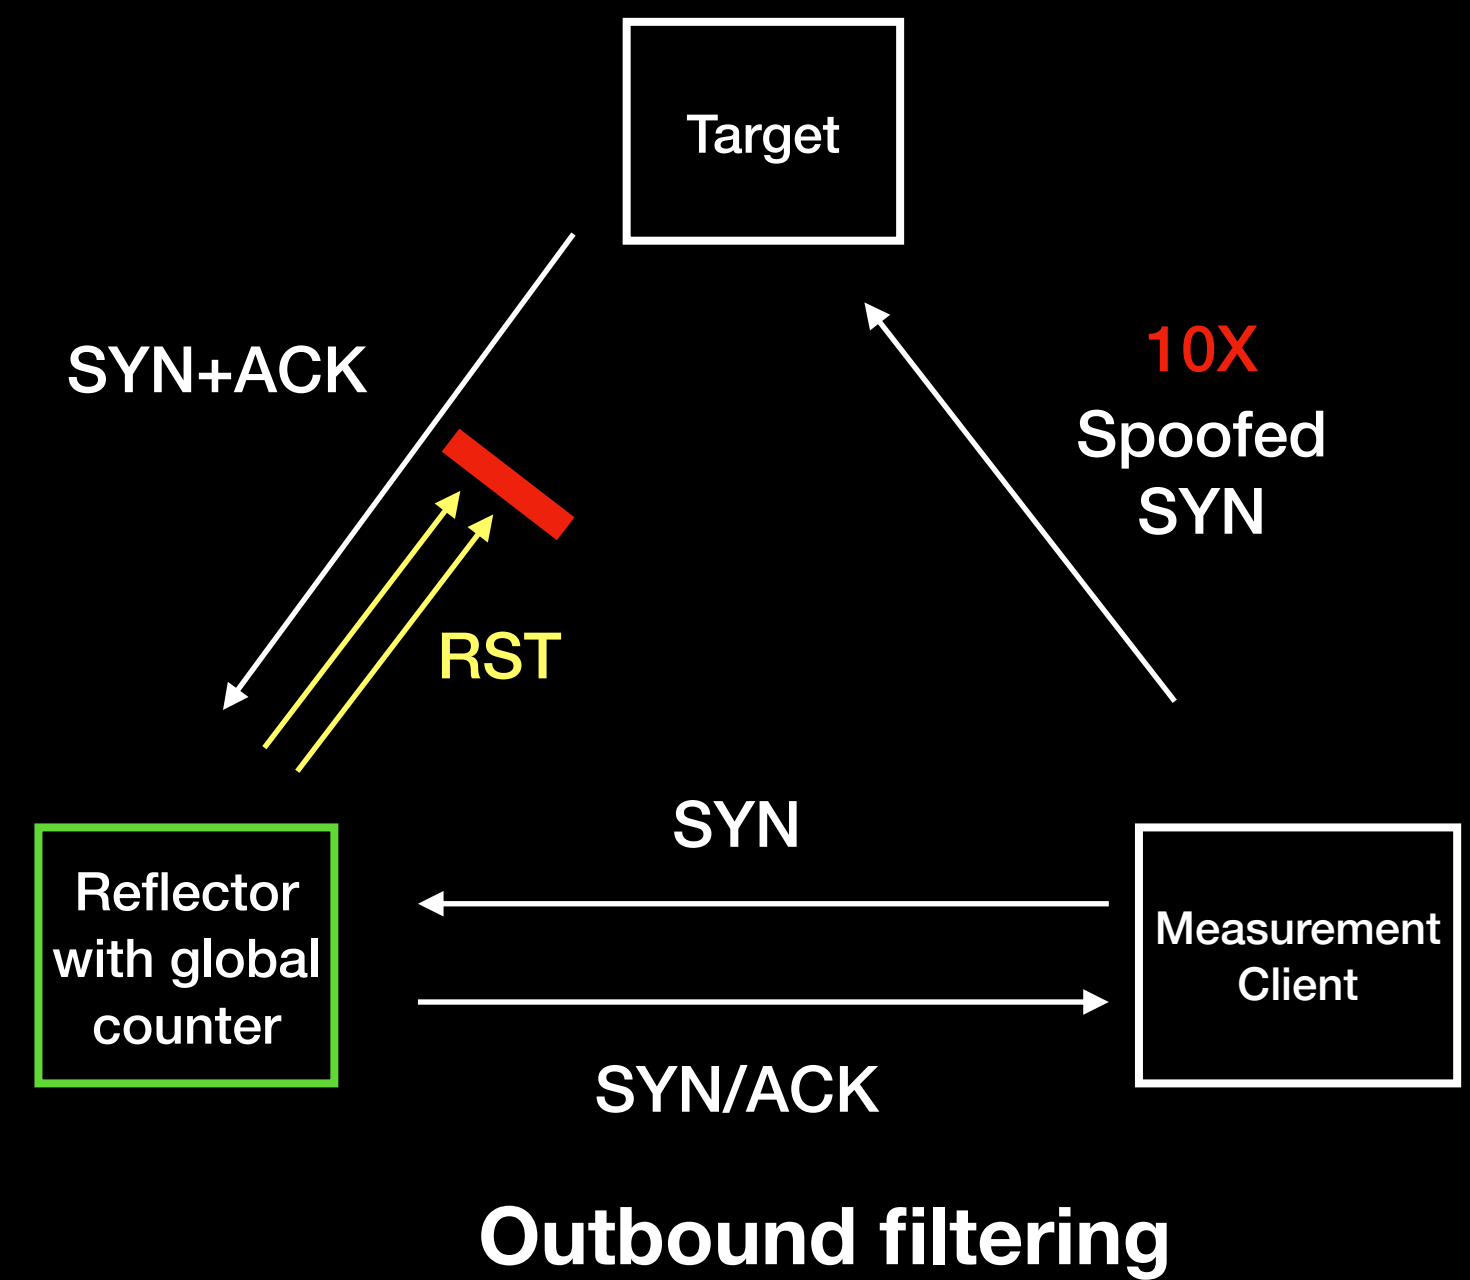 Target
SYN+ACK
10X
Spoofed
SYN
RST
SYN
Reflector
with global
counter
Measurement
Client
SYN/ACK
Outbound filtering